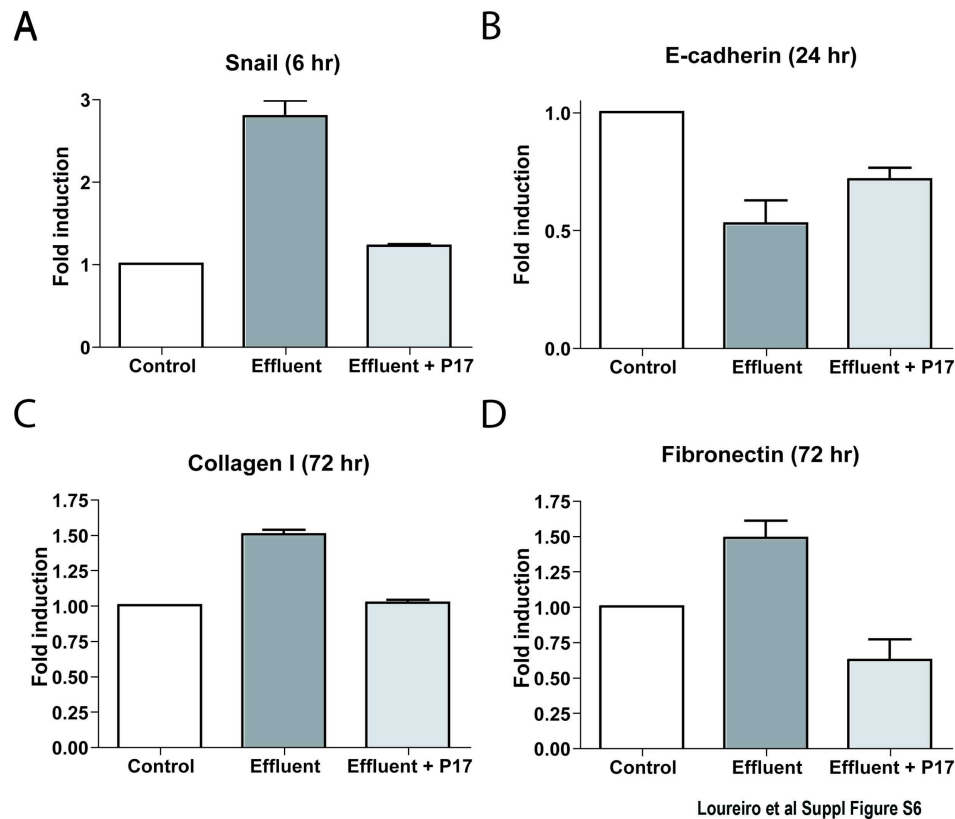 A
Snail (6 hr)
Fold induction
3
2
1
0
Control Effluent Effluent + P17
B
E-cadherin (24 hr)
Fold induction
1.0
0.5
0.0
Control Effluent Effluent + P17
C
Collagen I (72 hr)
Fold induction
1.75
1.50
1.25
1.00
0.75
0.50
0.25
0.00
Control Effluent Effluent + P17
D
Fibronectin (72 hr)
Fold induction
1.75
1.50
1.25
1.00
0.75
0.50
0.25
0.00
Control Effluent Effluent + P17
Loureiro et al Suppl Figure S6